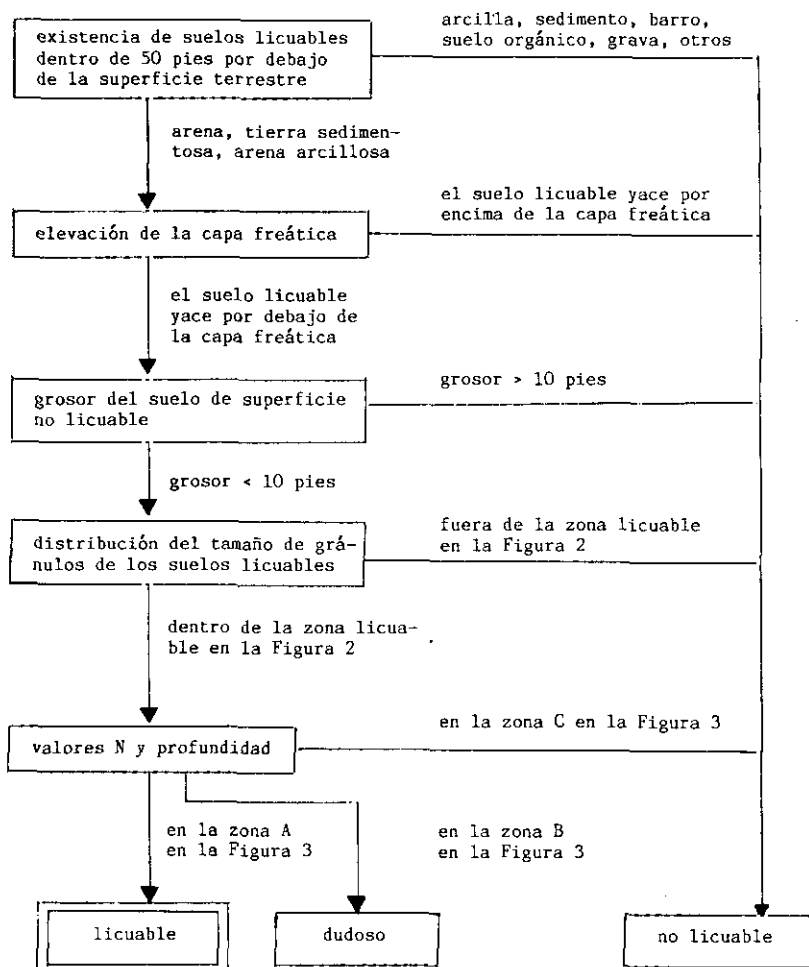 existencia de suelos licuables
dentro de 50 pies por debajo
de la superficie terrestre
arcilla, sedimento, barro,
suelo orgánico, grava, otros
arena, tierra sedimen-
tosa, arena arcillosa
elevación de la capa freática
el suelo licuable yace por
encima de la capa freática
el suelo licuable
yace por debajo de
la capa freática
grosor del suelo de superficie
no licuable
grosor > 10 pies
grosor < 10 pies
distribución del tamaño de grá-
nulos de los suelos licuables
fuera de la zona licuable
en la Figura 2
dentro de la zona licua-
ble en la Figura 2
valores N y profundidad
en la zona C en la Figura 3
en la zona A
en la Figura 3
en la zona B
en la Figura 3
licuable
dudoso
no licuable